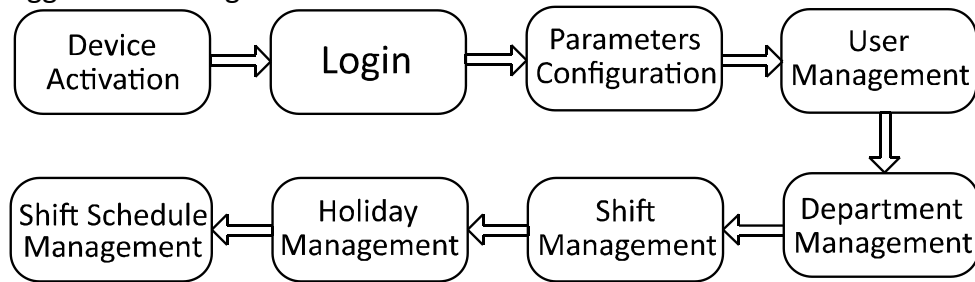 Device
Activation
Login
Parameters
Configuration
User
Management
Department
Management
Shift
Management
Holiday
Management
Shift Schedule
Management